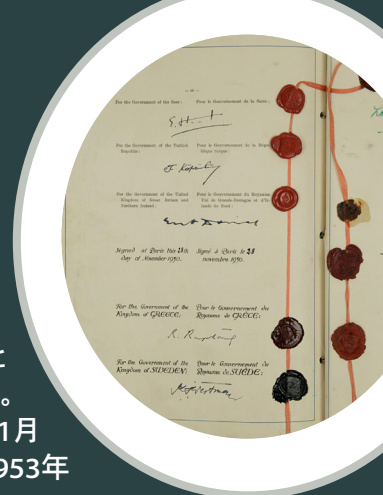 For the Government of the Saar: Pour le Gouvernement de la Sarre:
For the Government of the Turkish Republic: Pour le Gouvernement de la Répu-
blique turque:
For the Government of the United Kingdom of Great Britain and Northern Ireland: Pour le Gouvernement du Royaume-
Uni de Grande-Bretagne et d'Ir-
lande du Nord:
Signed at Paris this 28th Signé à Paris le 28
day of November 1950. novembre 1950.
For the Government of the Pour le Gouvernement du
Kingdom of GREECE: Royaume de GRÈCE:
For the Government of the Pour le Gouvernement du
Kingdom of SWEDEN: Royaume de SUÈDE:
。
1月
953年